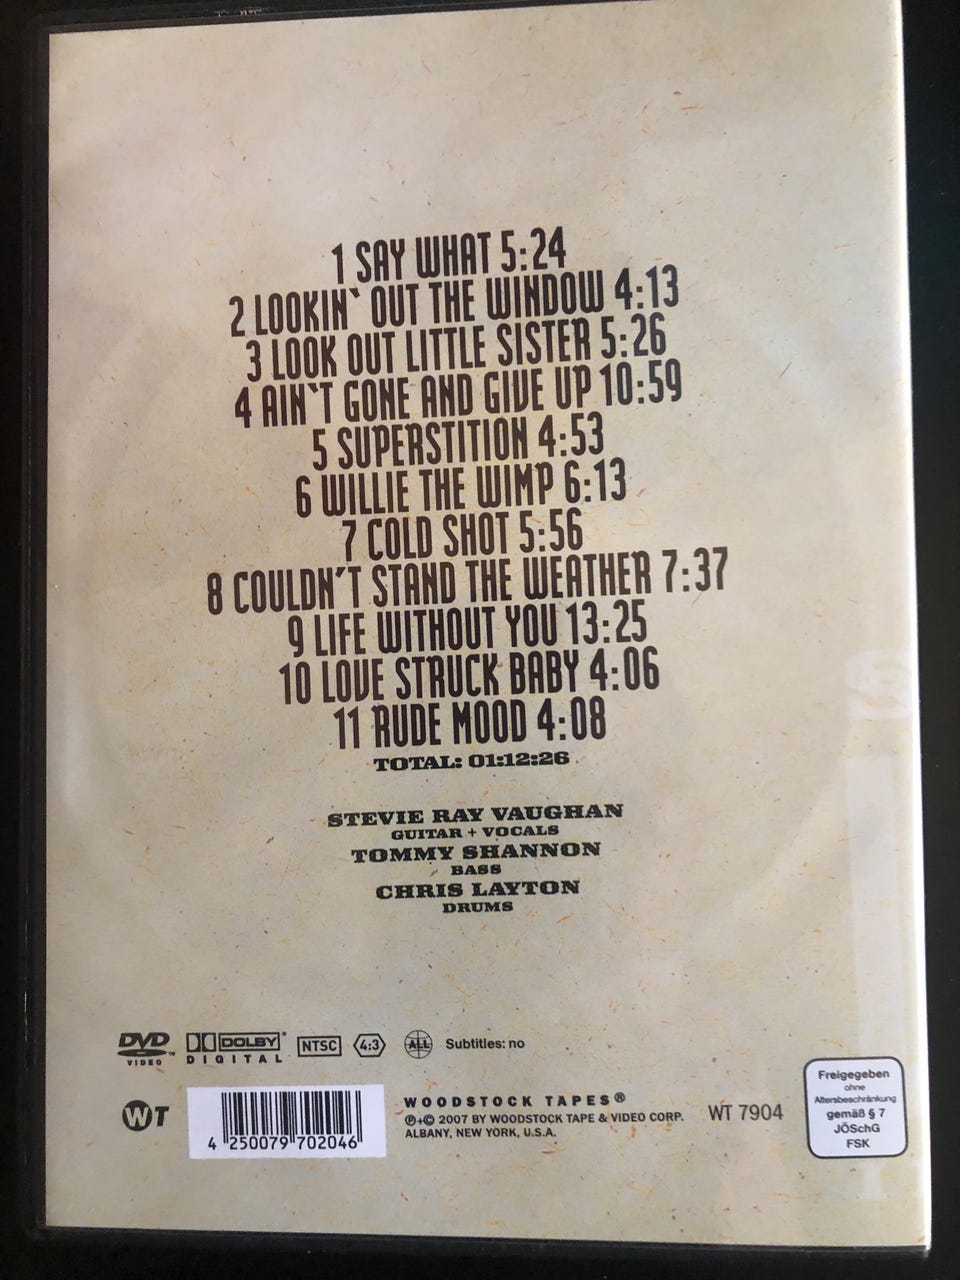 1 SAY WHAT 5:24
2 LOOKIN` OUT THE WINDOW 4:13
3 LOOK OUT LITTLE SISTER 5:26
4 AIN`T GONE AND GIVE UP 10:59
5 SUPERSTITION 4:53
6 WILLIE THE WIMP 6:13
7 COLD SHOT 5:56
8 COULDN'T STAND THE WEATHER 7:37
9 LIFE WITHOUT YOU 13:25
10 LOVE STRUCK BABY 4:06
11 RUDE MOOD 4:08
TOTAL: 01:12:26
STEVIE RAY VAUGHAN
GUITAR + VOCALS
TOMMY SHANNON
BASS
CHRIS LAYTON
DRUMS
DVD VIDEO™ DOLBY® DIGITAL NTSC 4:3 ALL Subtitles: no
WT
4 250079 702046
WOODSTOCK TAPES®
℗+© 2007 BY WOODSTOCK TAPE & VIDEO CORP.
ALBANY, NEW YORK, U.S.A.
WT 7904
Freigegeben
ohne
Altersbeschränkung
gemäß § 7
JÖSchG
FSK